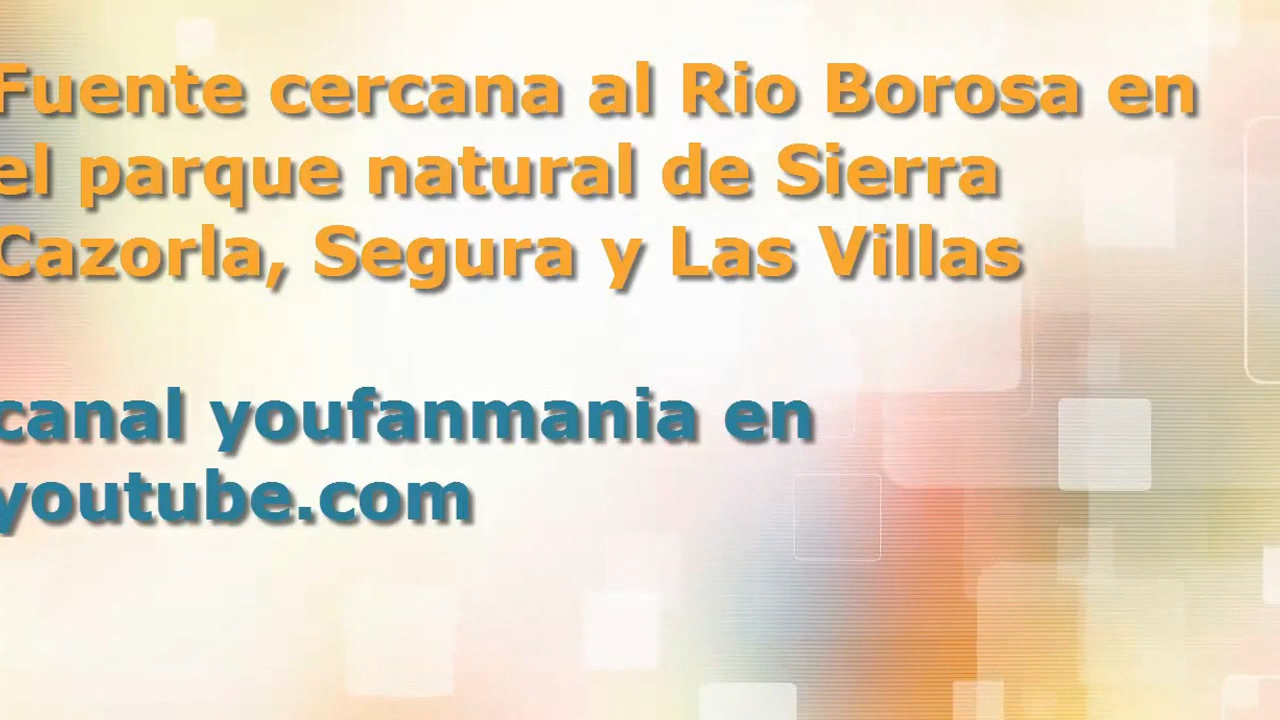 Fuente cercana al Rio Borosa en
el parque natural de Sierra
Cazorla, Segura y Las Villas
canal youfanmania en
youtube.com